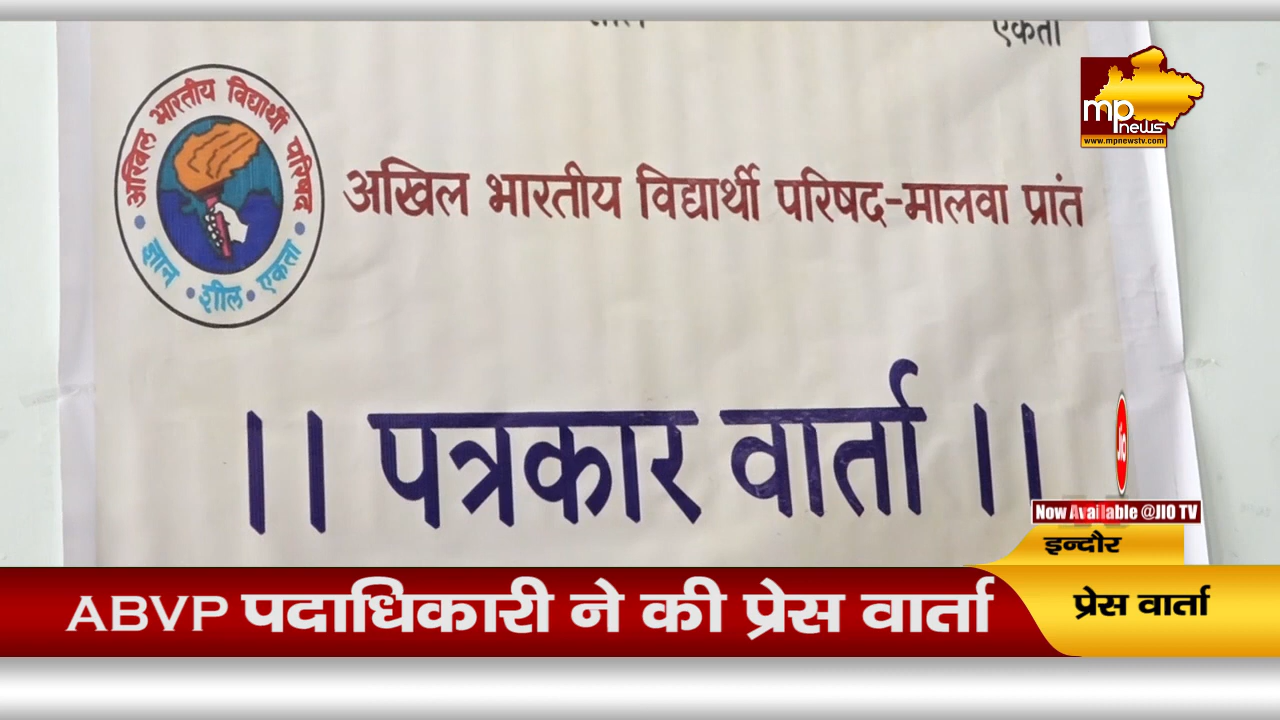 एकता
mp
news
www.mpnewstv.com
अखिल भारतीय विद्यार्थी परिषद
ज्ञान • शील • एकता
अखिल भारतीय विद्यार्थी परिषद-मालवा प्रांत
।। पत्रकार वार्ता ।।
Jio
Now Available @JIO TV
इन्दौर
ABVP पदाधिकारी ने की प्रेस वार्ता
प्रेस वार्ता